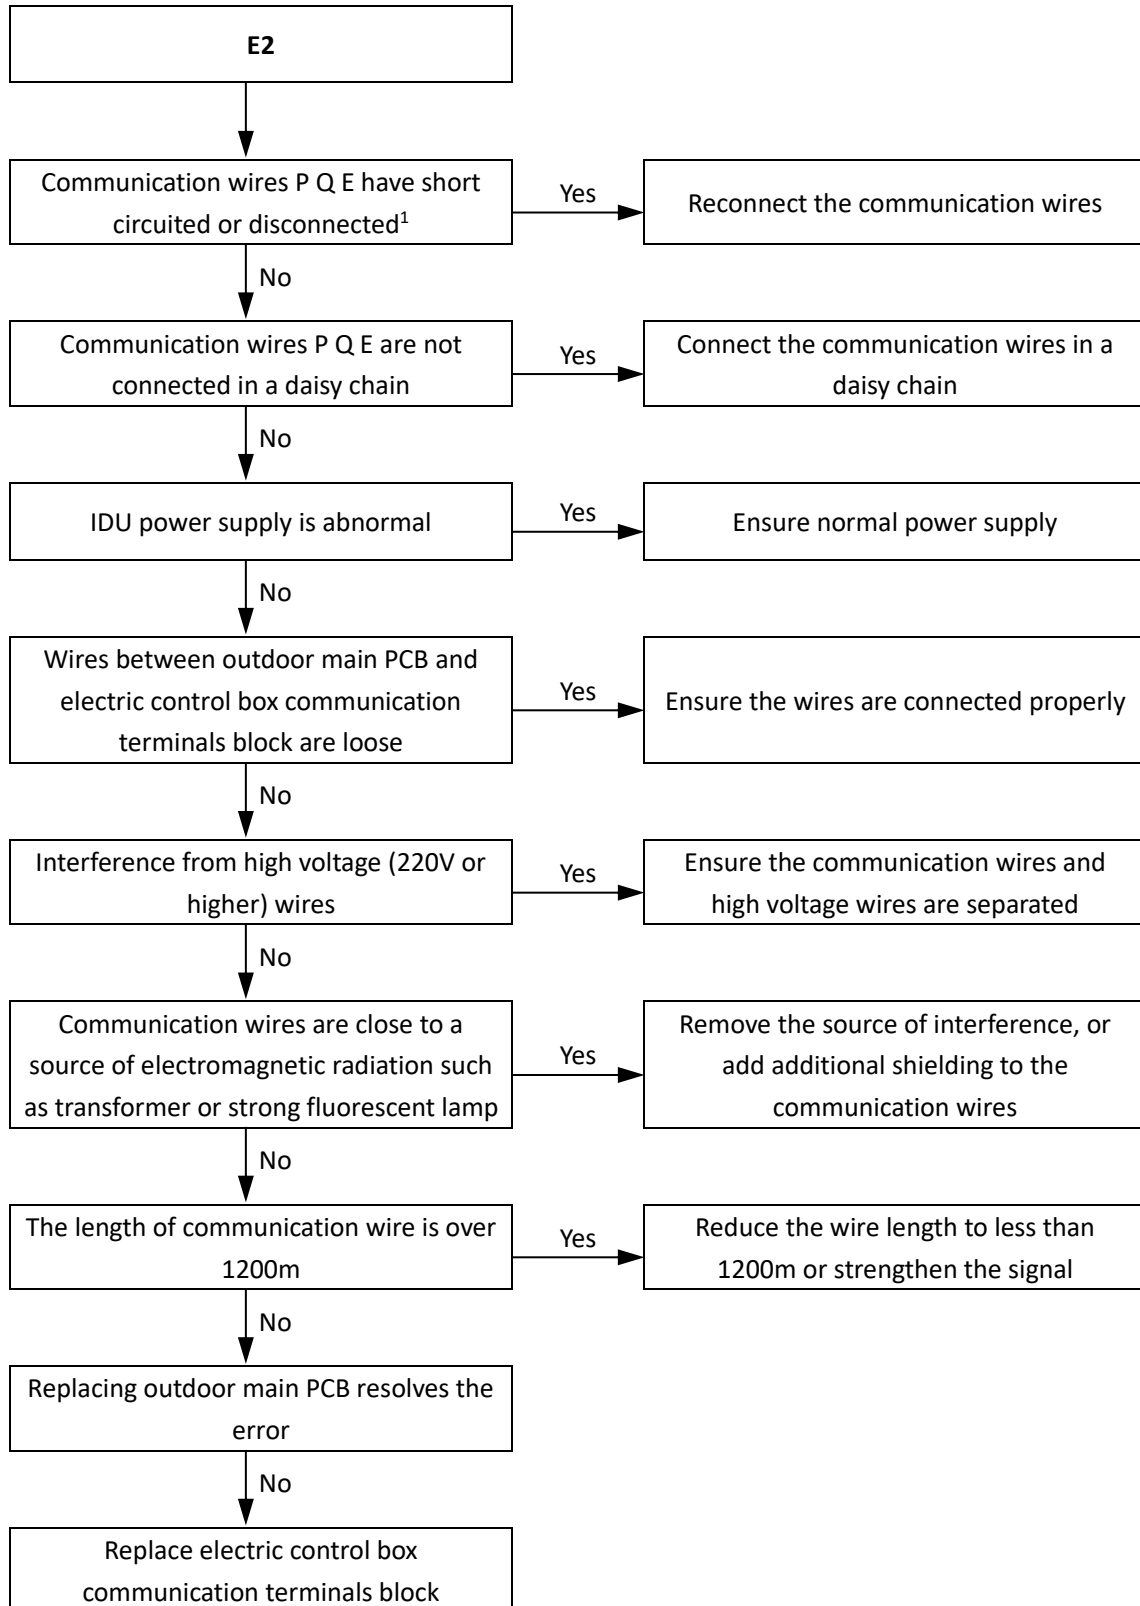 E2
Communication wires P Q E have short
circuited or disconnected¹
Yes
Reconnect the communication wires
No
Communication wires P Q E are not
connected in a daisy chain
Yes
Connect the communication wires in a
daisy chain
No
IDU power supply is abnormal
Yes
Ensure normal power supply
No
Wires between outdoor main PCB and
electric control box communication
terminals block are loose
Yes
Ensure the wires are connected properly
No
Interference from high voltage (220V or
higher) wires
Yes
Ensure the communication wires and
high voltage wires are separated
No
Communication wires are close to a
source of electromagnetic radiation such
as transformer or strong fluorescent lamp
Yes
Remove the source of interference, or
add additional shielding to the
communication wires
No
The length of communication wire is over
1200m
Yes
Reduce the wire length to less than
1200m or strengthen the signal
No
Replacing outdoor main PCB resolves the
error
No
Replace electric control box
communication terminals block